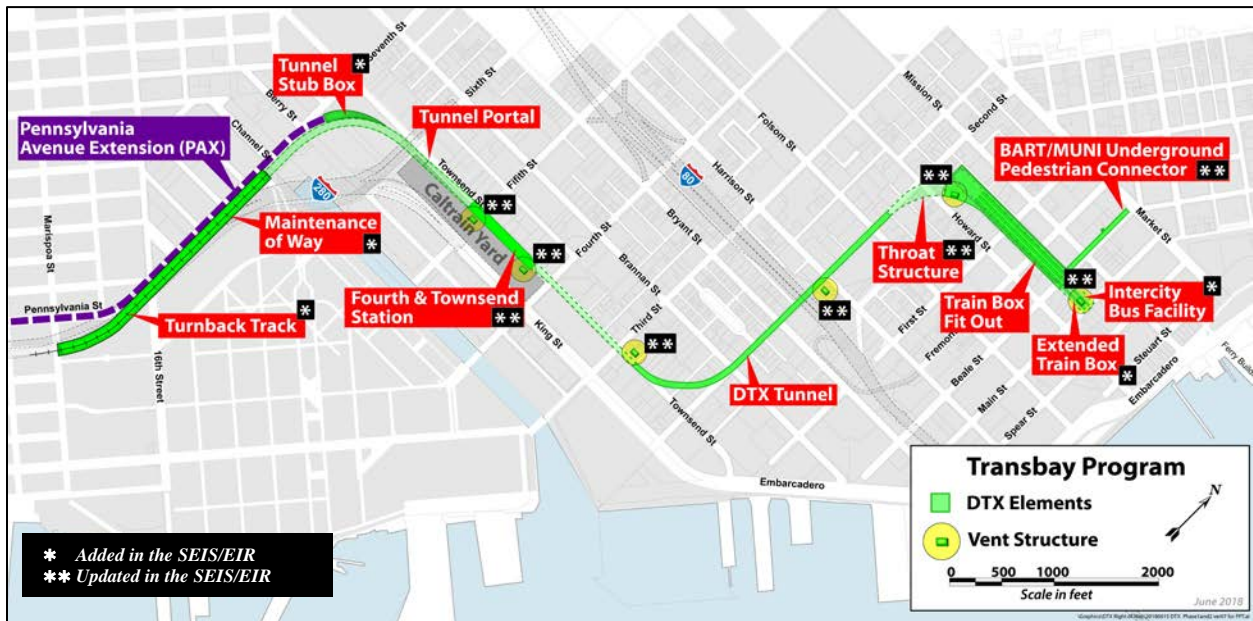 Tunnel
Stub Box
*
Seventh St
Sixth St
Mission St
Second St
Berry St
Tunnel Portal
Folsom St
Pennsylvania
Avenue Extension (PAX)
Channel St
BART/MUNI Underground
Pedestrian Connector
**
Townsend St
Fifith St
Harrison St
80
280
**
**
Market St
Caltrain Yard
Maintenance
of Way
*
Fourth St
Bryant St
Howard St
Marispoa St
**
Throat
Structure
**
**
Brannan St
Fourth & Townsend
Station
**
Train Box
Fit Out
Intercity
Bus Facility
*
Pennsylvania St
Turnback Track
*
Third St
First St
**
Extended
Train Box
*
Steuart St
King St
**
Beale St
Embarcadero
16th Street
DTX Tunnel
Main St
Spear St
Townsend St
Embarcadero
Transbay Program
DTX Elements
N
Vent Structure
0 500 1000 2000
Scale in feet
June 2018
* Added in the SEIS/EIR
** Updated in the SEIS/EIR